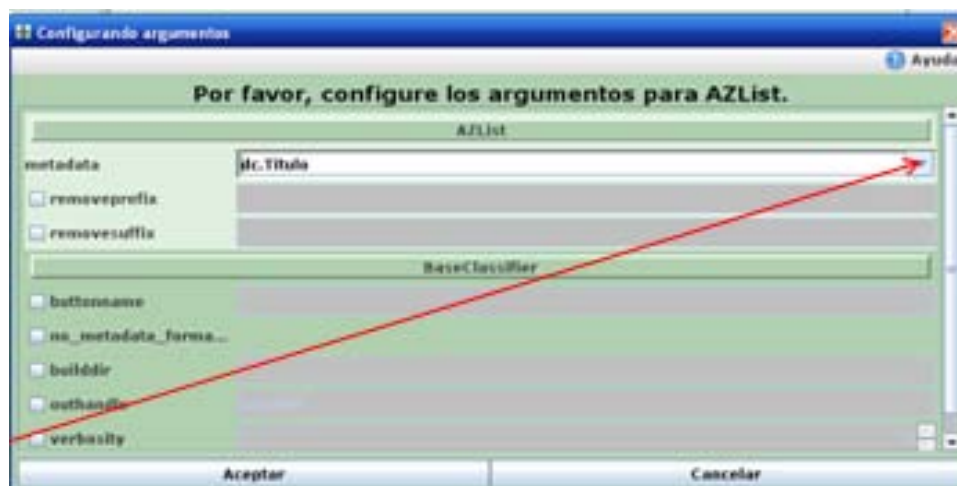 Configurando argumentos
Ayuda
Por favor, configure los argumentos para AZList.
AZList
metadata dc.Título
removeprefix
removesuffix
BaseClassifier
buttonname
no_metadata_forma...
builddir
outhandle
verbosity
Aceptar Cancelar